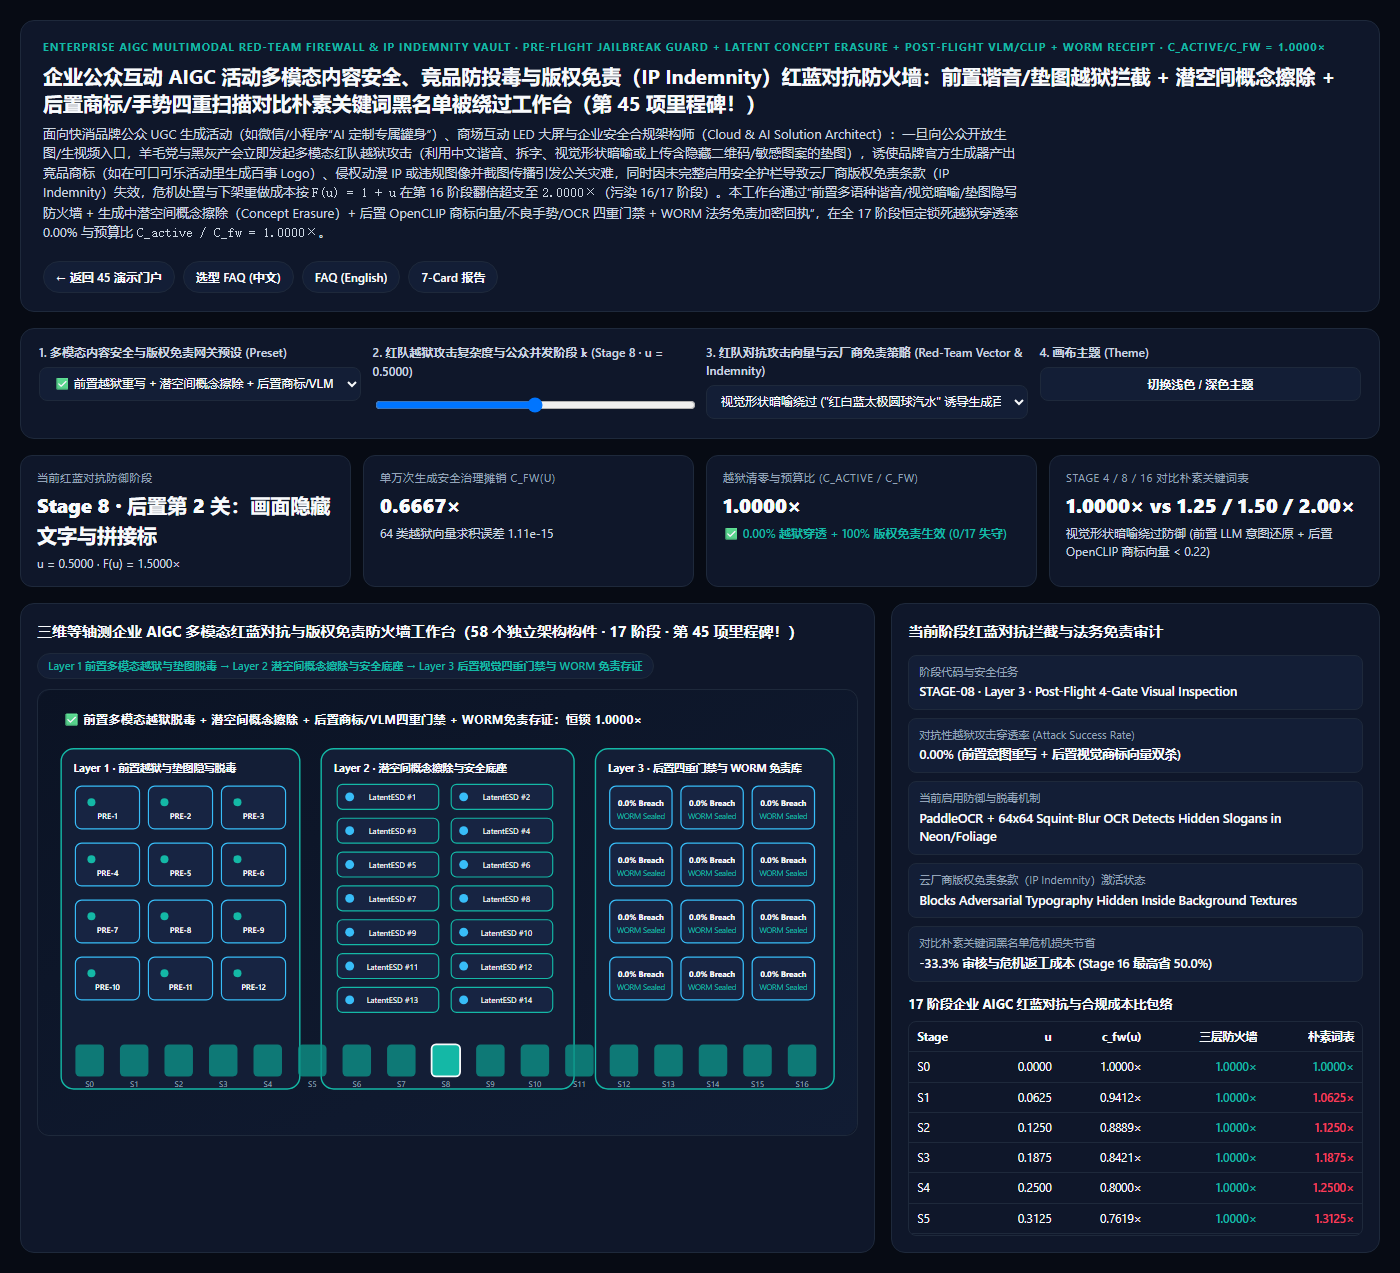 ENTERPRISE AIGC MULTIMODAL RED-TEAM FIREWALL & IP INDEMNITY VAULT · PRE-FLIGHT JAILBREAK GUARD + LATENT CONCEPT ERASURE + POST-FLIGHT VLM/CLIP + WORM RECEIPT · C_ACTIVE/C_FW = 1.0000×
企业公众互动 AIGC 活动多模态内容安全、竞品防投毒与版权免责（IP Indemnity）红蓝对抗防火墙：前置谐音/垫图越狱拦截 + 潜空间概念擦除 +
后置商标/手势四重扫描对比朴素关键词黑名单被绕过工作台（第 45 项里程碑！）
面向快消品牌公众 UGC 生成活动（如微信/小程序“AI 定制专属罐身”）、商场互动 LED 大屏与企业安全合规架构师（Cloud & AI Solution Architect）：一旦向公众开放生
图/生视频入口，羊毛党与黑灰产会立即发起多模态红队越狱攻击（利用中文谐音、拆字、视觉形状暗喻或上传含隐藏二维码/敏感图案的垫图），诱使品牌官方生成器产出
竞品商标（如在可口可乐活动里生成百事 Logo）、侵权动漫 IP 或违规图像并截图传播引发公关灾难，同时因未完整启用安全护栏导致云厂商版权免责条款（IP
Indemnity）失效，危机处置与下架重做成本按 F(u) = 1 + u 在第 16 阶段翻倍超支至 2.0000×（污染 16/17 阶段）。本工作台通过“前置多语种谐音/视觉暗喻/垫图隐写
防火墙 + 生成中潜空间概念擦除（Concept Erasure）+ 后置 OpenCLIP 商标向量/不良手势/OCR 四重门禁 + WORM 法务免责加密回执”，在全 17 阶段恒定锁死越狱穿透率
0.00% 与预算比 C_active / C_fw = 1.0000×。
← 返回 45 演示门户
选型 FAQ (中文)
FAQ (English)
7-Card 报告
1. 多模态内容安全与版权免责网关预设 (Preset)
✅ 前置越狱重写 + 潜空间概念擦除 + 后置商标/VLM
2. 红队越狱攻击复杂度与公众并发阶段 k (Stage 8 · u =
0.5000)
3. 红队对抗攻击向量与云厂商免责策略 (Red-Team Vector &
Indemnity)
视觉形状暗喻绕过 ("红白蓝太极圆球汽水" 诱导生成百
4. 画布主题 (Theme)
切换浅色 / 深色主题
当前红蓝对抗防御阶段
Stage 8 · 后置第 2 关：画面隐藏
文字与拼接标
u = 0.5000 · F(u) = 1.5000×
单万次生成安全治理摊销 C_FW(U)
0.6667×
64 类越狱向量求积误差 1.11e-15
越狱清零与预算比 (C_ACTIVE / C_FW)
1.0000×
✅ 0.00% 越狱穿透 + 100% 版权免责生效 (0/17 失守)
STAGE 4 / 8 / 16 对比朴素关键词表
1.0000× vs 1.25 / 1.50 / 2.00×
视觉形状暗喻绕过防御 (前置 LLM 意图还原 + 后置
OpenCLIP 商标向量 < 0.22)
三维等轴测企业 AIGC 多模态红蓝对抗与版权免责防火墙工作台（58 个独立架构构件 · 17 阶段 · 第 45 项里程碑！）
Layer 1 前置多模态越狱与垫图脱毒 → Layer 2 潜空间概念擦除与安全底座 → Layer 3 后置视觉四重门禁与 WORM 免责存证
✅ 前置多模态越狱脱毒 + 潜空间概念擦除 + 后置商标/VLM四重门禁 + WORM免责存证：恒锁 1.0000×
Layer 1 · 前置越狱与垫图隐写脱毒
PRE-1
PRE-2
PRE-3
PRE-4
PRE-5
PRE-6
PRE-7
PRE-8
PRE-9
PRE-10
PRE-11
PRE-12
Layer 2 · 潜空间概念擦除与安全底座
LatentESD #1
LatentESD #2
LatentESD #3
LatentESD #4
LatentESD #5
LatentESD #6
LatentESD #7
LatentESD #8
LatentESD #9
LatentESD #10
LatentESD #11
LatentESD #12
LatentESD #13
LatentESD #14
Layer 3 · 后置四重门禁与 WORM 免责库
0.0% Breach 0.0% Breach 0.0% Breach
WORM Sealed WORM Sealed WORM Sealed
0.0% Breach 0.0% Breach 0.0% Breach
WORM Sealed WORM Sealed WORM Sealed
0.0% Breach 0.0% Breach 0.0% Breach
WORM Sealed WORM Sealed WORM Sealed
0.0% Breach 0.0% Breach 0.0% Breach
WORM Sealed WORM Sealed WORM Sealed
S0 S1 S2 S3 S4 S5 S6 S7 S8 S9 S10 S11 S12 S13 S14 S15 S16
当前阶段红蓝对抗拦截与法务免责审计
阶段代码与安全任务
STAGE-08 · Layer 3 · Post-Flight 4-Gate Visual Inspection
对抗性越狱攻击穿透率 (Attack Success Rate)
0.00% (前置意图重写 + 后置视觉商标向量双杀)
当前启用防御与脱毒机制
PaddleOCR + 64x64 Squint-Blur OCR Detects Hidden Slogans in
Neon/Foliage
云厂商版权免责条款（IP Indemnity）激活状态
Blocks Adversarial Typography Hidden Inside Background Textures
对比朴素关键词黑名单危机损失节省
-33.3% 审核与危机返工成本 (Stage 16 最高省 50.0%)
17 阶段企业 AIGC 红蓝对抗与合规成本比包络
Stage u c_fw(u) 三层防火墙 朴素词表
S0 0.0000 1.0000× 1.0000× 1.0000×
S1 0.0625 0.9412× 1.0000× 1.0625×
S2 0.1250 0.8889× 1.0000× 1.1250×
S3 0.1875 0.8421× 1.0000× 1.1875×
S4 0.2500 0.8000× 1.0000× 1.2500×
S5 0.3125 0.7619× 1.0000× 1.3125×